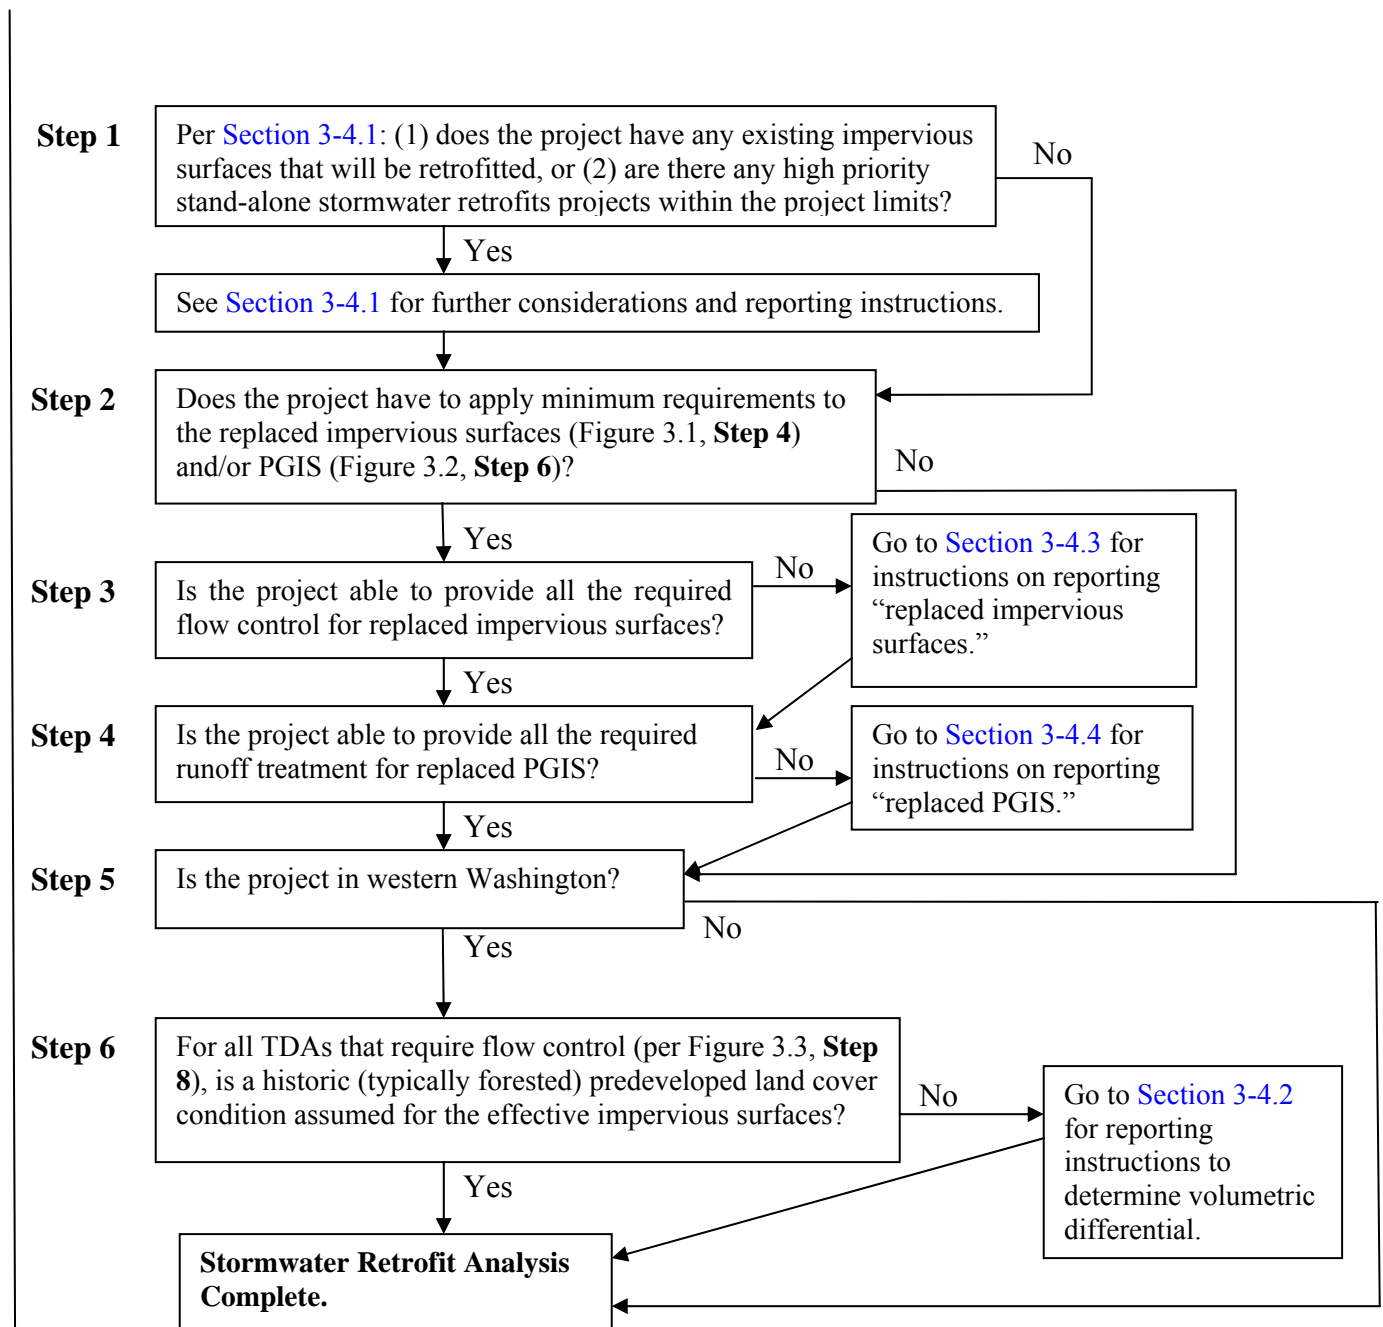 Step 1
Per Section 3-4.1: (1) does the project have any existing impervious
surfaces that will be retrofitted, or (2) are there any high priority
stand-alone stormwater retrofits projects within the project limits?
No
Yes
See Section 3-4.1 for further considerations and reporting instructions.
Step 2
Does the project have to apply minimum requirements to
the replaced impervious surfaces (Figure 3.1, Step 4)
and/or PGIS (Figure 3.2, Step 6)?
No
Yes
Step 3
Is the project able to provide all the required
flow control for replaced impervious surfaces?
No
Go to Section 3-4.3 for
instructions on reporting
“replaced impervious
surfaces.”
Yes
Step 4
Is the project able to provide all the required
runoff treatment for replaced PGIS?
No
Go to Section 3-4.4 for
instructions on reporting
“replaced PGIS.”
Yes
Step 5
Is the project in western Washington?
No
Yes
Step 6
For all TDAs that require flow control (per Figure 3.3, Step
8), is a historic (typically forested) predeveloped land cover
condition assumed for the effective impervious surfaces?
No
Go to Section 3-4.2
for reporting
instructions to
determine volumetric
differential.
Yes
Stormwater Retrofit Analysis
Complete.